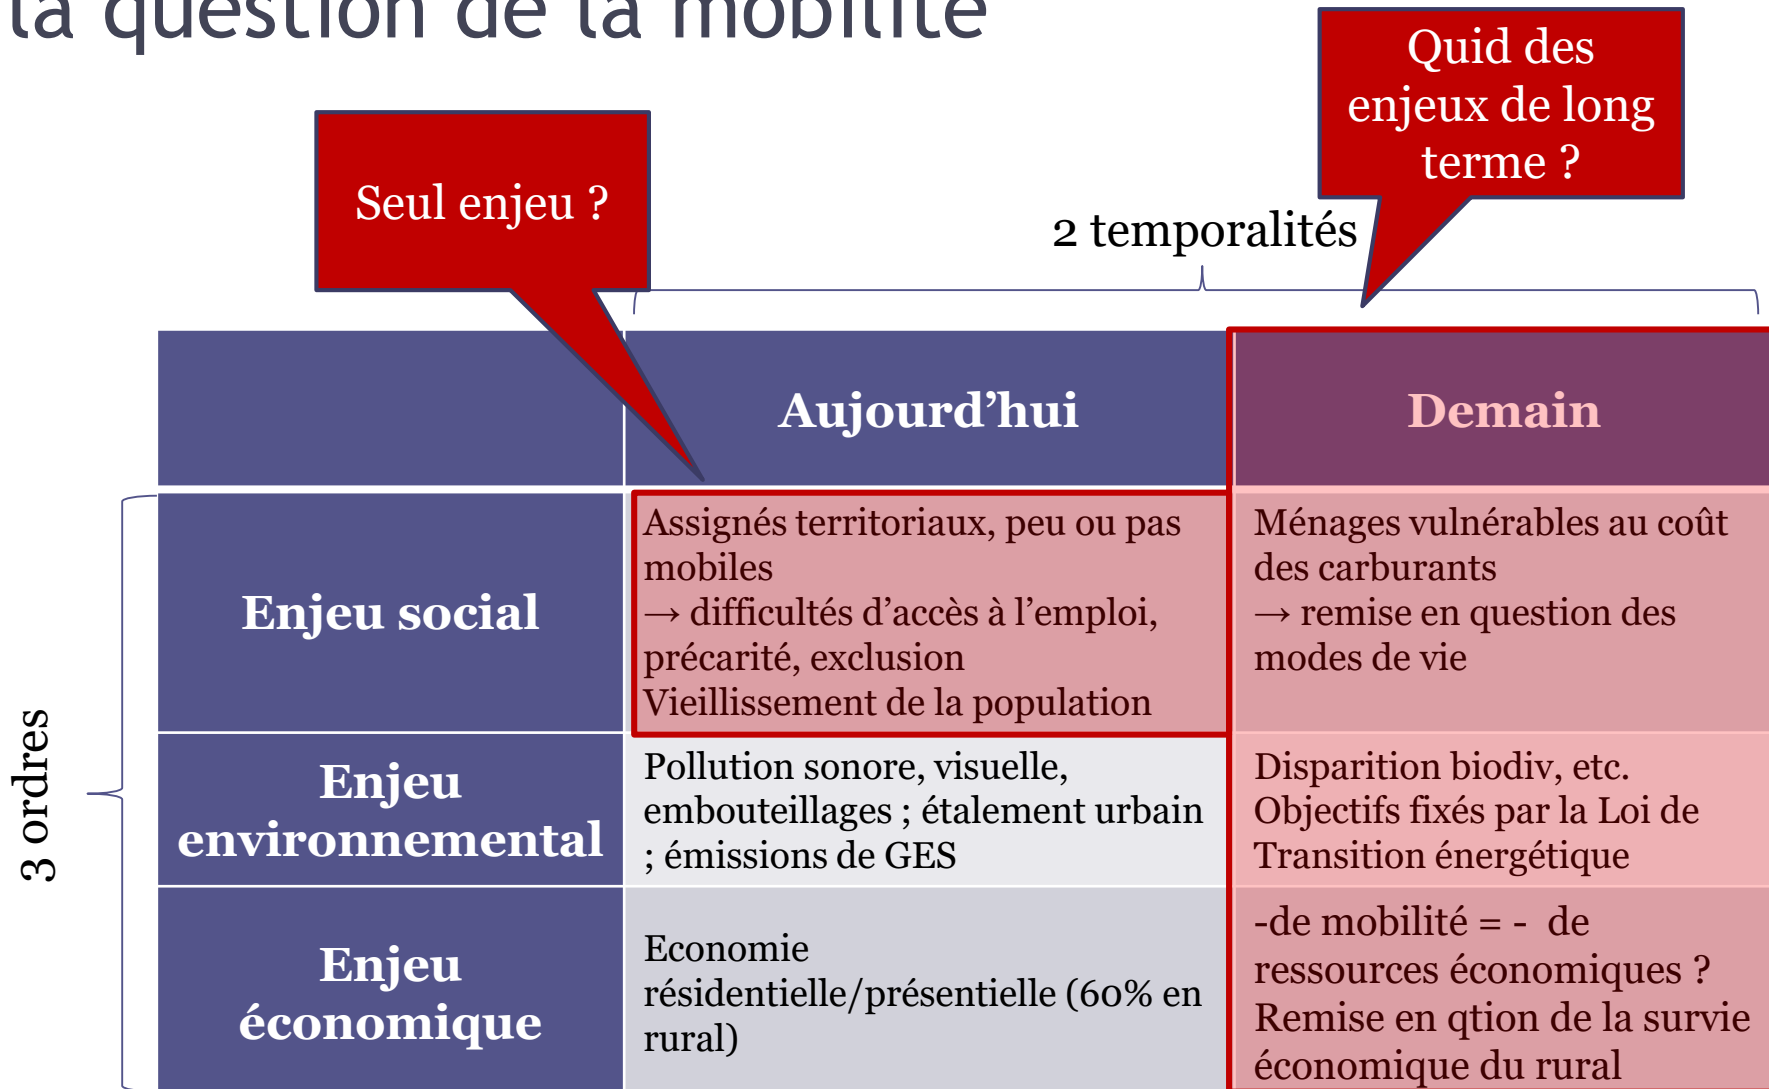 la question de la mobilité
Quid des
enjeux de long
terme ?
Seul enjeu ?
2 temporalités
Aujourd’hui
Demain
3 ordres
Enjeu social
Assignés territoriaux, peu ou pas
mobiles
→ difficultés d’accès à l’emploi,
précarité, exclusion
Vieillissement de la population
Ménages vulnérables au coût
des carburants
→ remise en question des
modes de vie
Enjeu
environnemental
Pollution sonore, visuelle,
embouteillages ; étalement urbain
; émissions de GES
Disparition biodiv, etc.
Objectifs fixés par la Loi de
Transition énergétique
Enjeu
économique
Economie
résidentielle/présentielle (60% en
rural)
-de mobilité = - de
ressources économiques ?
Remise en qtion de la survie
économique du rural